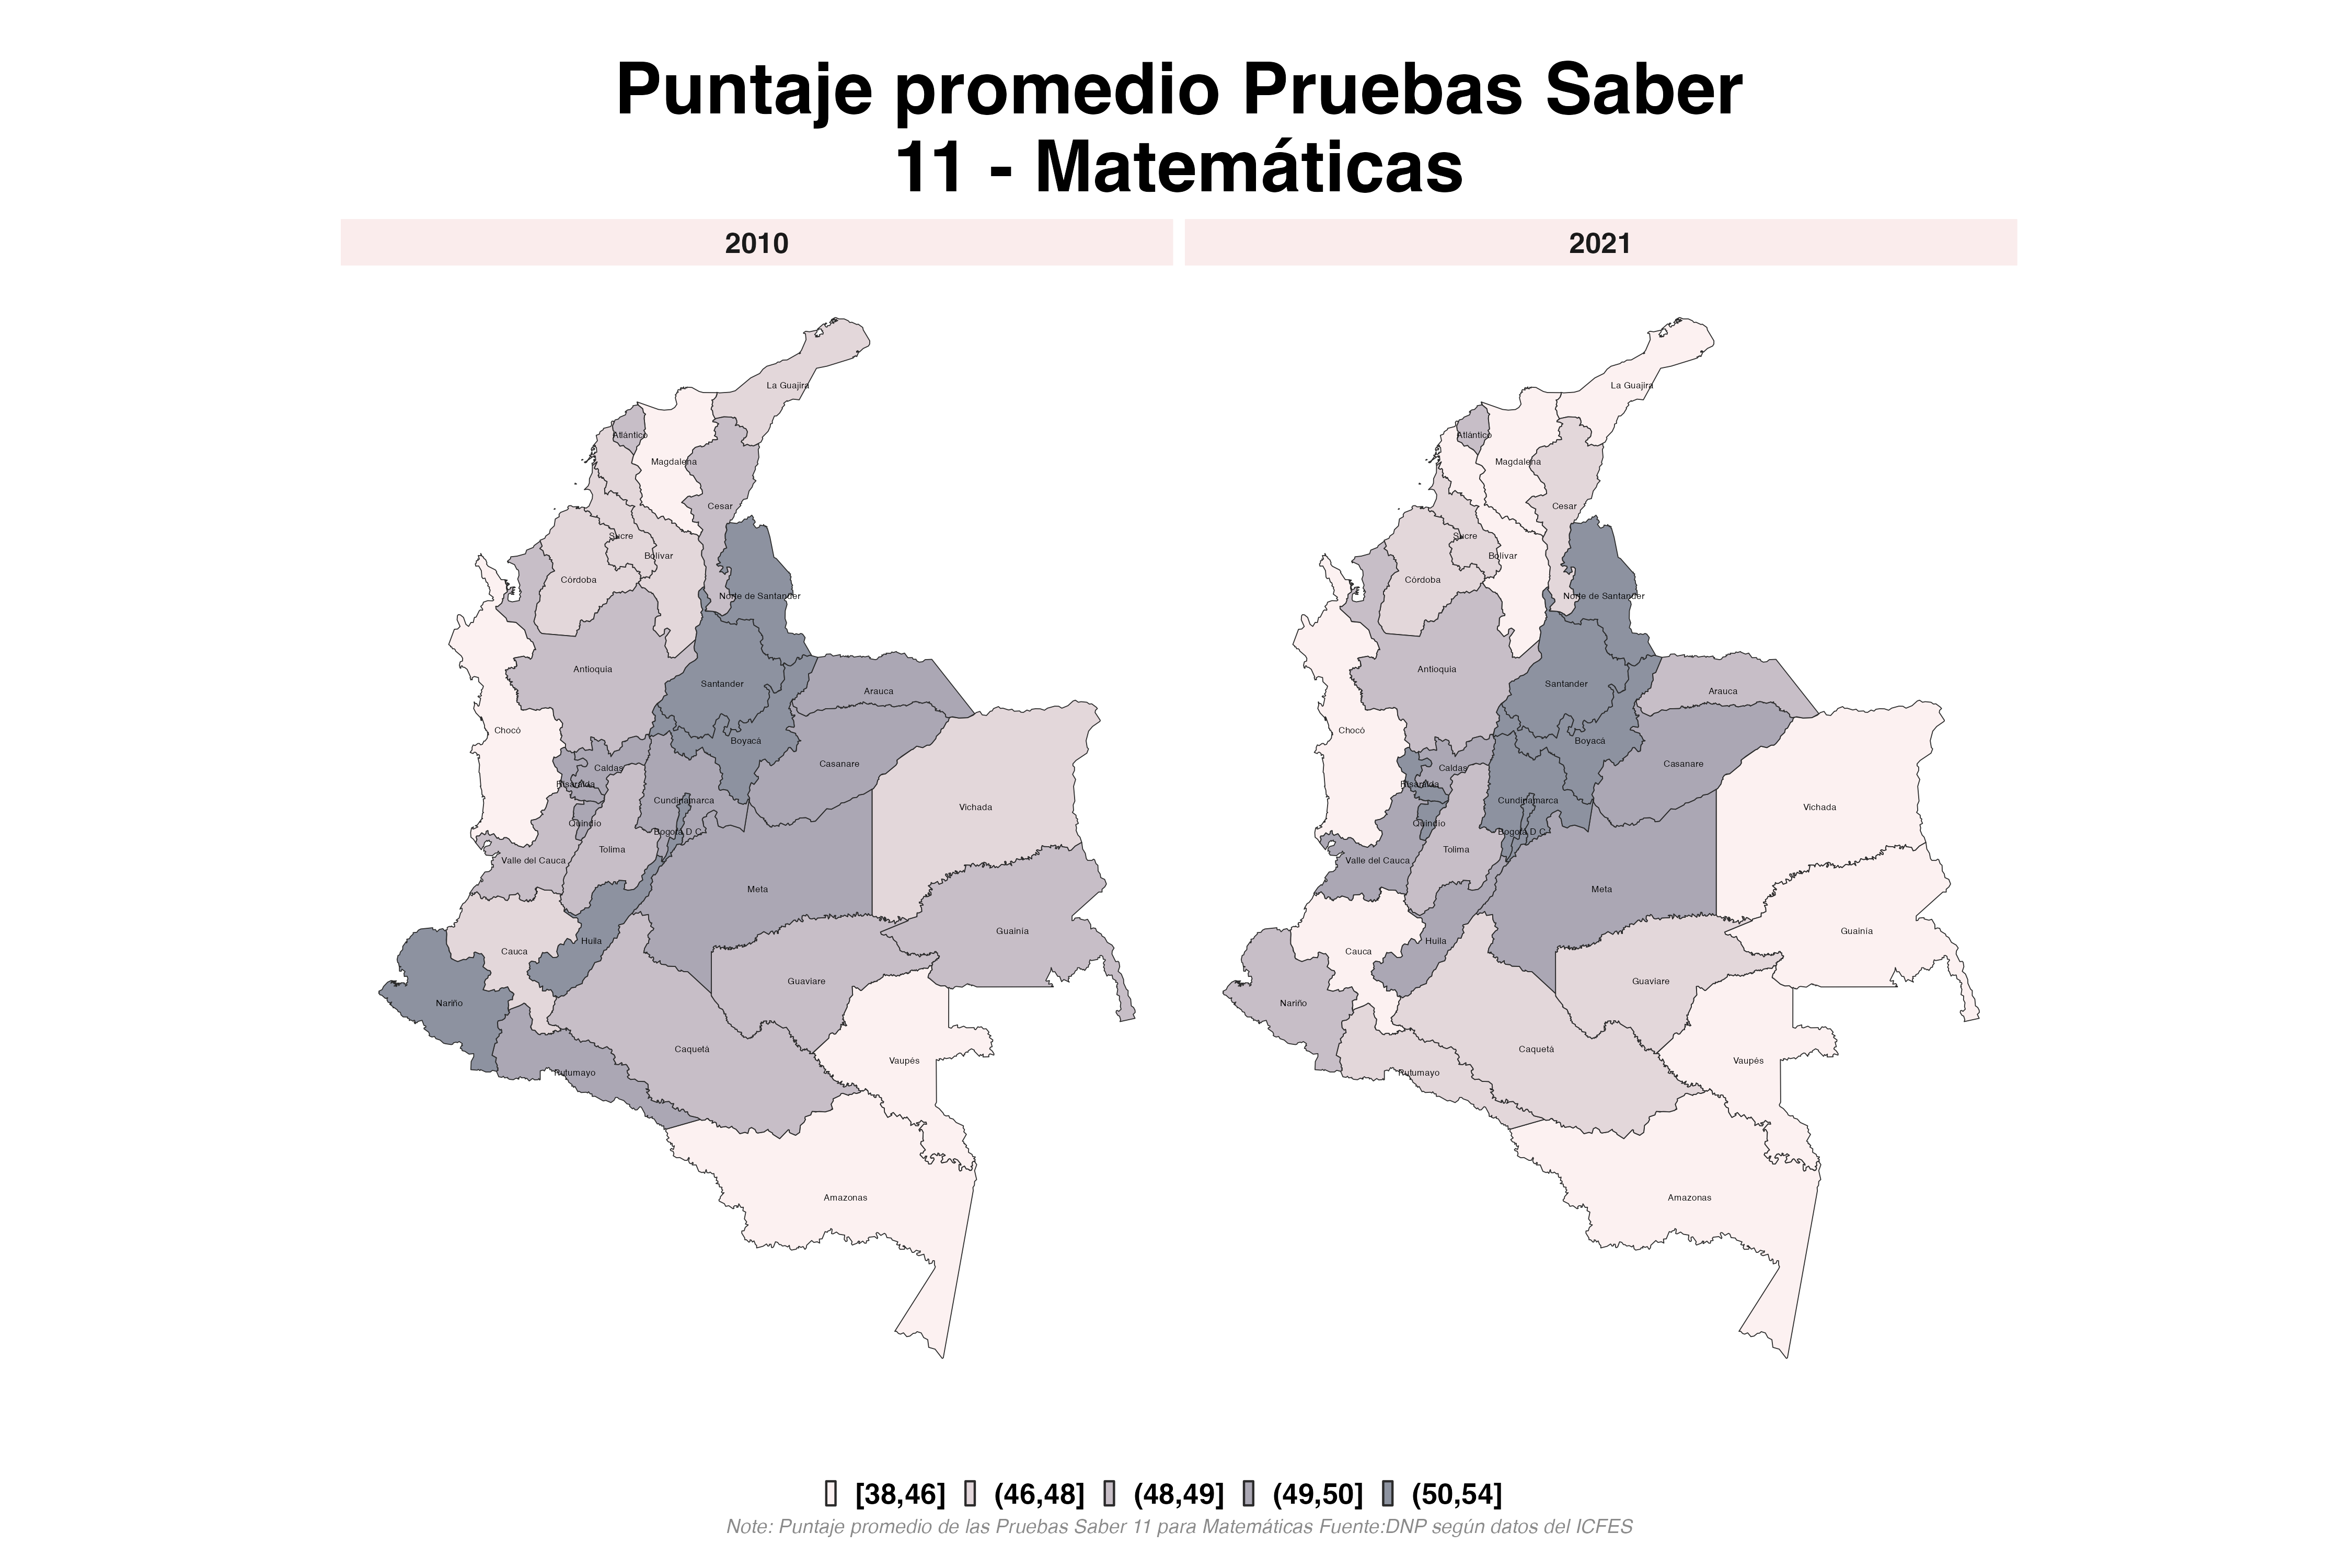 Puntaje promedio Pruebas Saber
11 - Matemáticas
2010
2021
La Guajira
Atlántico
Magdalena
Cesar
Sucre
Bolívar
Córdoba
Norte de Santander
Antioquia
Santander
Arauca
Chocó
Boyacá
Casanare
Caldas
Risaralda
Cundinamarca
Vichada
Quindío
Bogotá D.C.
Tolima
Valle del Cauca
Meta
Guainía
Huila
Cauca
Guaviare
Nariño
Caquetá
Vaupés
Putumayo
Amazonas
La Guajira
Atlántico
Magdalena
Cesar
Sucre
Bolívar
Córdoba
Norte de Santander
Antioquia
Santander
Arauca
Chocó
Boyacá
Casanare
Caldas
Risaralda
Cundinamarca
Vichada
Quindío
Bogotá D.C.
Tolima
Valle del Cauca
Meta
Guainía
Huila
Cauca
Guaviare
Nariño
Caquetá
Vaupés
Putumayo
Amazonas
[38,46] (46,48] (48,49] (49,50] (50,54]
Note: Puntaje promedio de las Pruebas Saber 11 para Matemáticas Fuente:DNP según datos del ICFES